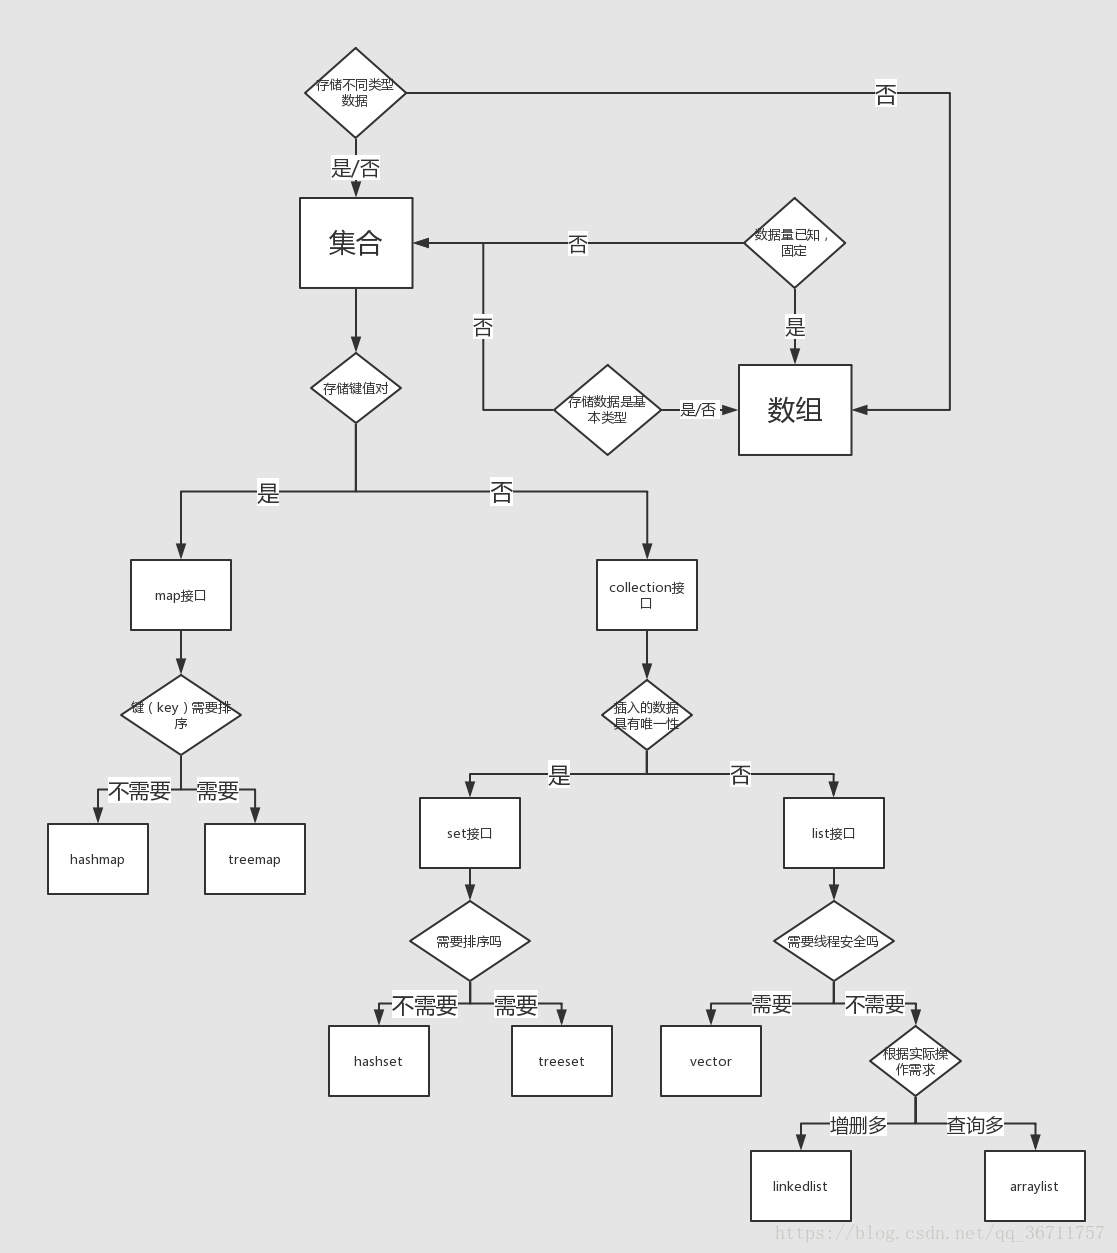 存储不同类型
数据
否
是/否
集合
否
数据量已知，
固定
否
是
存储键值对
存储数据是基
本类型
是/否
数组
是
否
map接口
collection接
口
键（key）需要排
序
插入的数据
具有唯一性
不需要
需要
是
否
hashmap
treemap
set接口
list接口
需要排序吗
需要线程安全吗
不需要
需要
需要
不需要
hashset
treeset
vector
根据实际操
作需求
增删多
查询多
linkedlist
arraylist
https://blog.csdn.net/qq_36711757